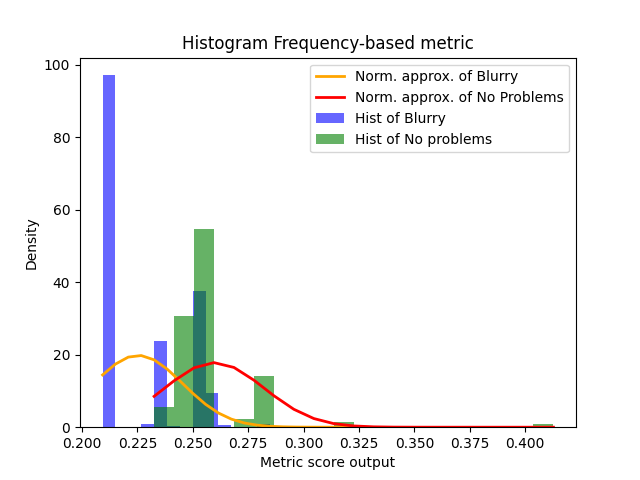 Histogram Frequency-based metric
Norm. approx. of Blurry
Norm. approx. of No Problems
Hist of Blurry
Hist of No problems
100
80
60
40
20
0
Density
0.200 0.225 0.250 0.275 0.300 0.325 0.350 0.375 0.400
Metric score output